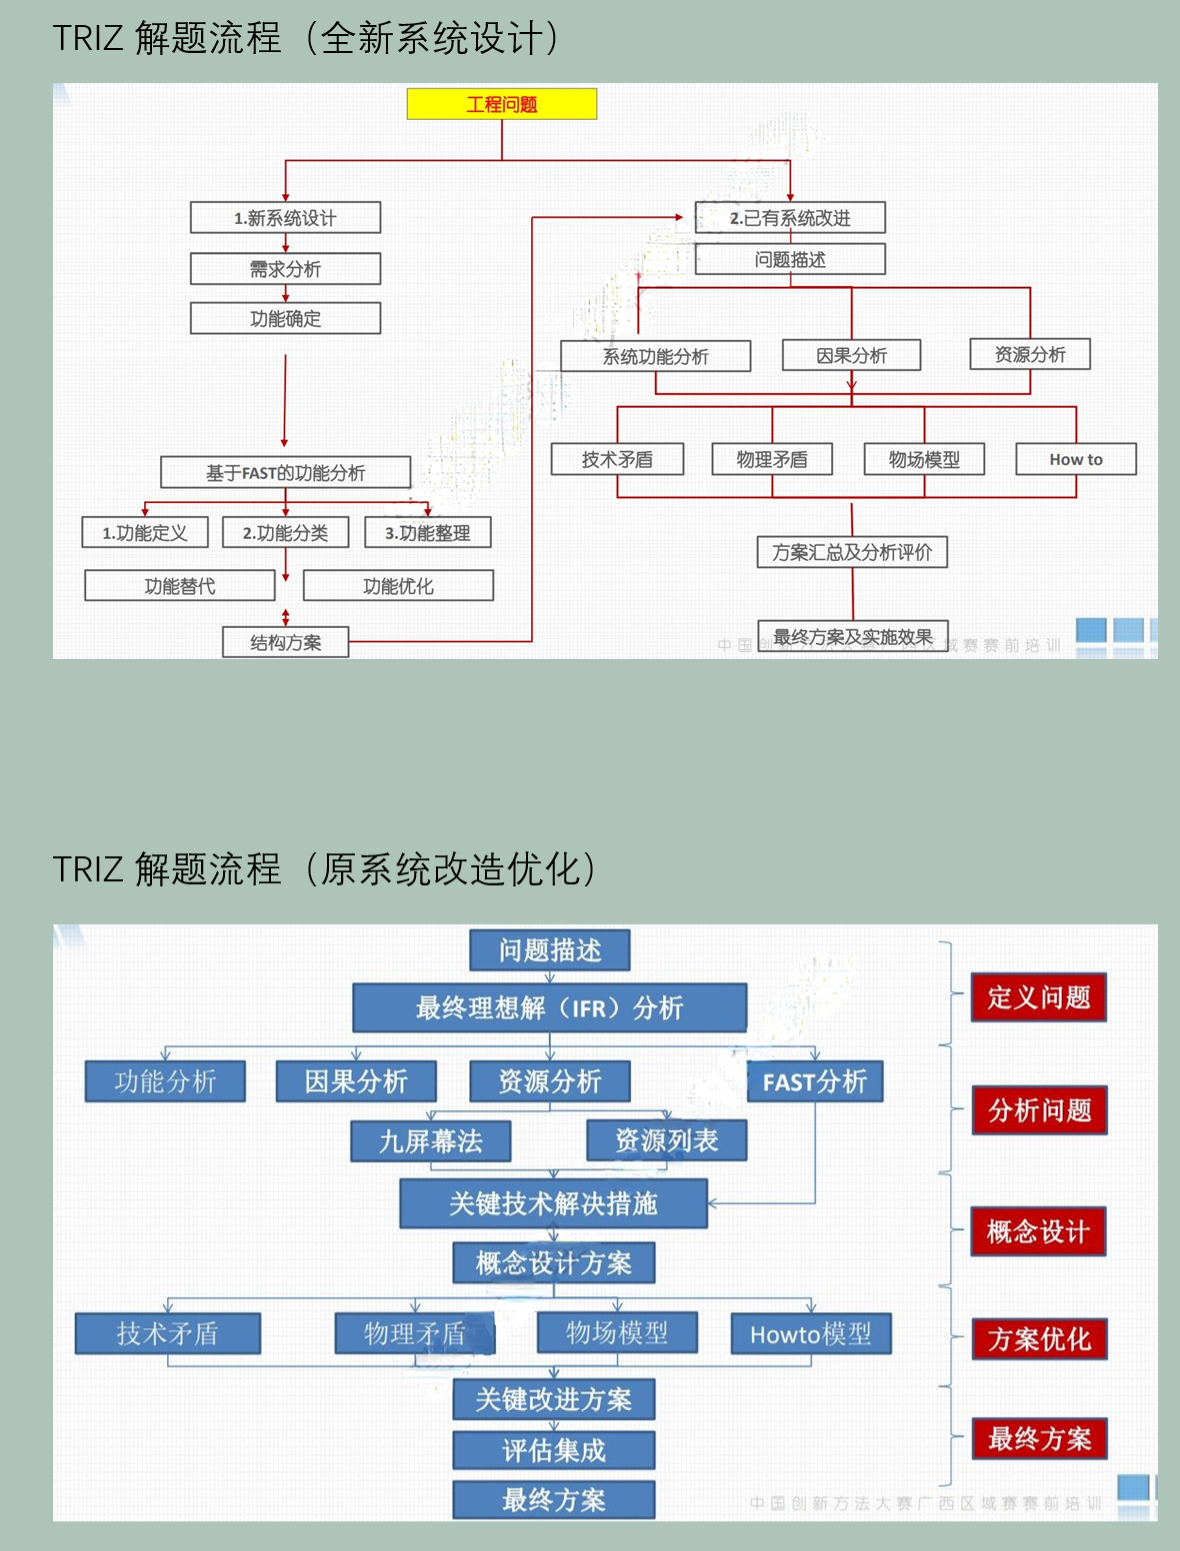 TRIZ 解题流程（全新系统设计）
工程问题
1.新系统设计
2.已有系统改进
需求分析
问题描述
功能确定
系统功能分析
因果分析
资源分析
基于FAST的功能分析
技术矛盾
物理矛盾
物场模型
How to
1.功能定义
2.功能分类
3.功能整理
方案汇总及分析评价
功能替代
功能优化
结构方案
最终方案及实施效果
中国创新方法大赛广西区域赛赛前培训
TRIZ 解题流程（原系统改造优化）
问题描述
最终理想解（IFR）分析
定义问题
功能分析
因果分析
资源分析
FAST分析
分析问题
九屏幕法
资源列表
关键技术解决措施
概念设计
概念设计方案
技术矛盾
物理矛盾
物场模型
Howto模型
方案优化
关键改进方案
评估集成
最终方案
最终方案
中国创新方法大赛广西区域赛赛前培训